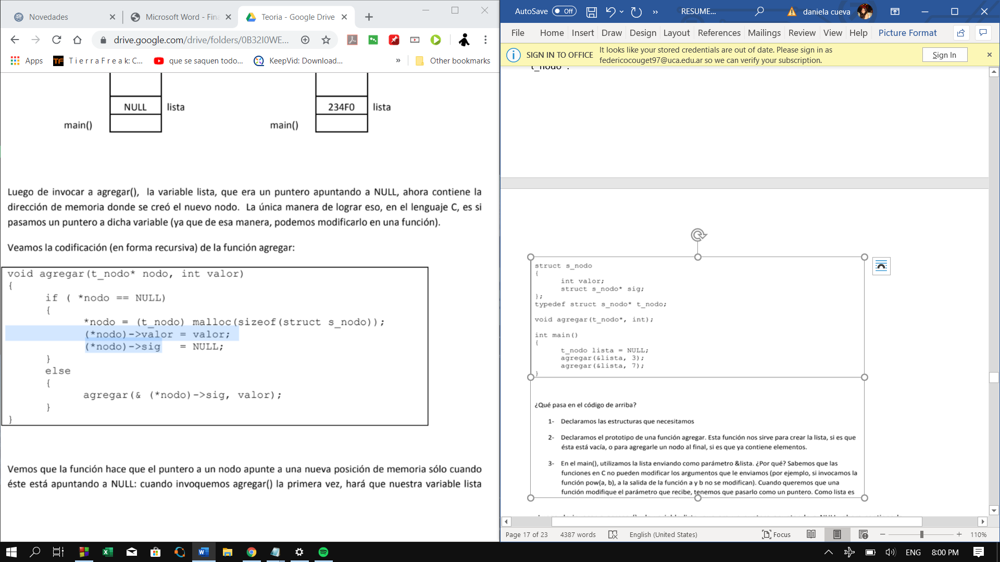 Novedades
Microsoft Word - Fina
Teoria - Google Drive
drive.google.com/drive/folders/0B32I0WE...
Apps
T i e r r a F r e a k: C...
que se saquen todo...
KeepVid: Download...
»
Other bookmarks
NULL lista
main()
234F0 lista
main()
Luego de invocar a agregar(), la variable lista, que era un puntero apuntando a NULL, ahora contiene la
dirección de memoria donde se creó el nuevo nodo. La única manera de lograr eso, en el lenguaje C, es si
pasamos un puntero a dicha variable (ya que de esa manera, podemos modificarlo en una función).
Veamos la codificación (en forma recursiva) de la función agregar:
void agregar(t_nodo* nodo, int valor)
{
if ( *nodo == NULL)
{
*nodo = (t_nodo) malloc(sizeof(struct s_nodo));
(*nodo)->valor = valor;
(*nodo)->sig = NULL;
}
else
{
agregar(& (*nodo)->sig, valor);
}
}
Vemos que la función hace que el puntero a un nodo apunte a una nueva posición de memoria sólo cuando
éste está apuntando a NULL: cuando invoquemos agregar() la primera vez, hará que nuestra variable lista
AutoSave Off
»
RESUME...
daniela cueva
File Home Insert Draw Design Layout References Mailings Review View Help Picture Format
SIGN IN TO OFFICE
It looks like your stored credentials are out of date. Please sign in as
federicocouget97@uca.edu.ar so we can verify your subscription.
Sign In
t_nodo .
struct s_nodo
{
int valor;
struct s_nodo* sig;
};
typedef struct s_nodo* t_nodo;
void agregar(t_nodo*, int);
int main()
{
t_nodo lista = NULL;
agregar(&lista, 3);
agregar(&lista, 7);
}
¿Qué pasa en el código de arriba?
1- Declaramos las estructuras que necesitamos
2- Declaramos el prototipo de una función agregar. Esta función nos sirve para crear la lista, si es que
ésta está vacía, o para agregarle un nodo al final, si es que ya contiene elementos.
3- En el main(), utilizamos la lista enviando como parámetro &lista. ¿Por qué? Sabemos que las
funciones en C no pueden modificar los argumentos que le enviamos (por ejemplo, si invocamos la
función pow(a, b), a la salida de la función a y b no se modifican). Cuando queremos que una
función modifique el parámetro que recibe, tenemos que pasarlo como un puntero. Como lista es
Page 17 of 23
4387 words
English (United States)
Focus
110%
ENG
8:00 PM